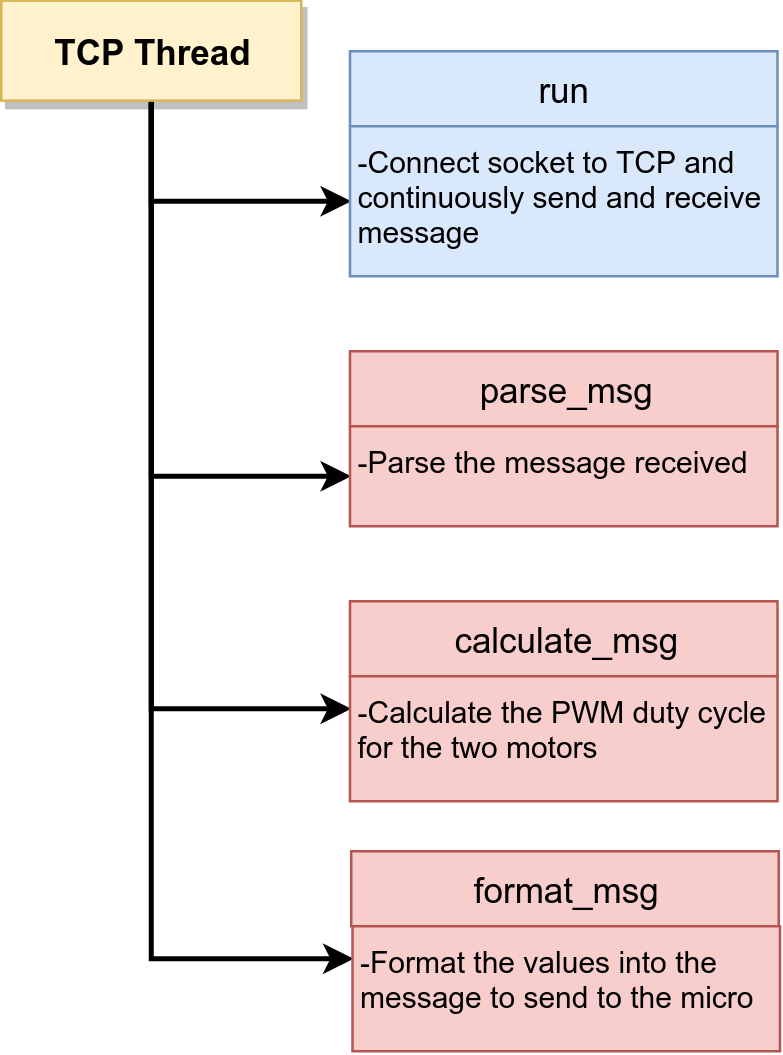 TCP Thread
run
-Connect socket to TCP and
continuously send and receive
message
parse_msg
-Parse the message received
calculate_msg
-Calculate the PWM duty cycle
for the two motors
format_msg
-Format the values into the
message to send to the micro